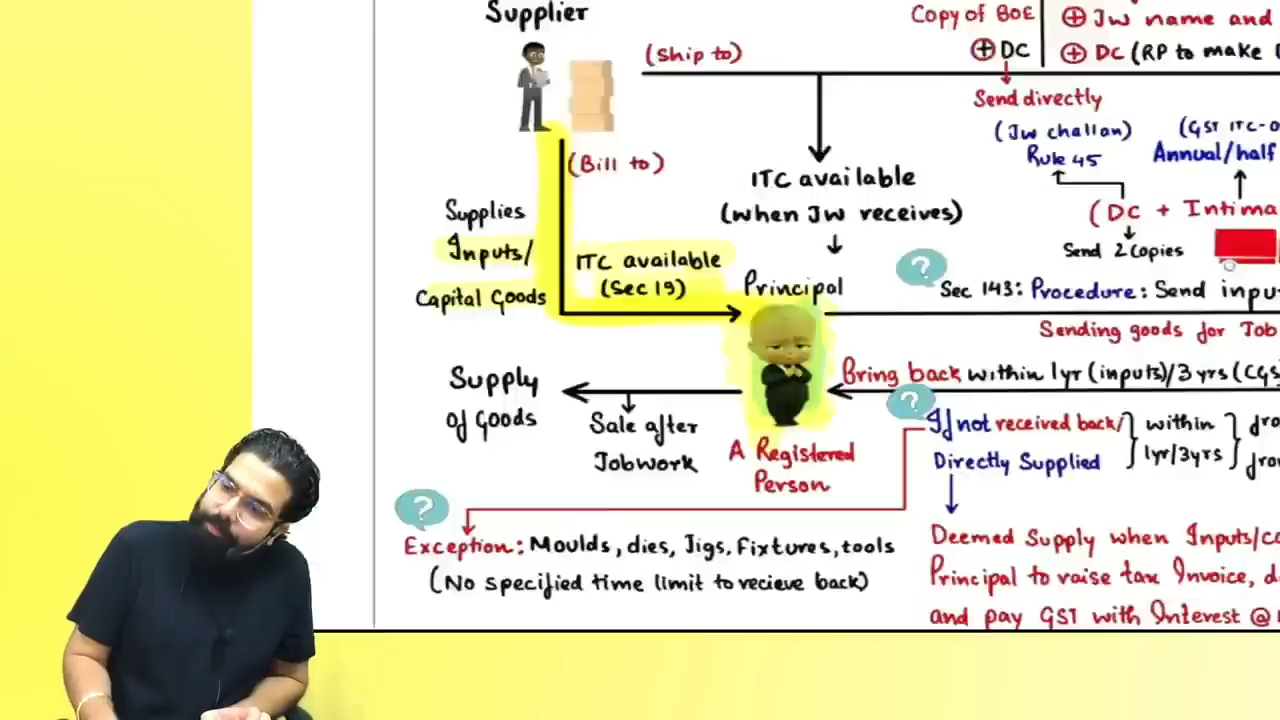 Supplier
(Ship to)
Copy of BOE
⊕ DC
⊕ Jw name and
⊕ DC (RP to make
Send directly
(Jw challan)
Rule 45
(GST ITC-0
Annual/half
(Bill to)
ITC available
(when JW receives)
Supplies
Inputs/
Capital Goods
ITC available
(Sec 19)
Principal
(DC + Intima
Send 2 Copies
?
Sec 143: Procedure: Send inpu
Sending goods for Job
Bring back within 1yr (inputs)/3 yrs (CGs
Supply
of Goods
Sale after
Jobwork
A Registered
Person
?
If not received back/
Directly Supplied
within
1yr/3yrs
fro
fro
?
Exception: Moulds, dies, Jigs, Fixtures, tools
(No specified time limit to recieve back)
Deemed Supply when Inputs/ca
Principal to raise tax Invoice, d
and pay GST with Interest @